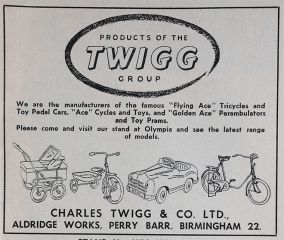 PRODUCTS OF THE
TWIGG
GROUP
We are the manufacturers of the famous "Flying Ace" Tricycles and
Toy Pedal Cars, "Ace" Cycles and Toys, and "Golden Ace" Perambulators
and Toy Prams.
Please come and visit our stand at Olympia and see the latest range
of models.
CHARLES TWIGG & CO. LTD.,
ALDRIDGE WORKS, PERRY BARR, BIRMINGHAM 22.